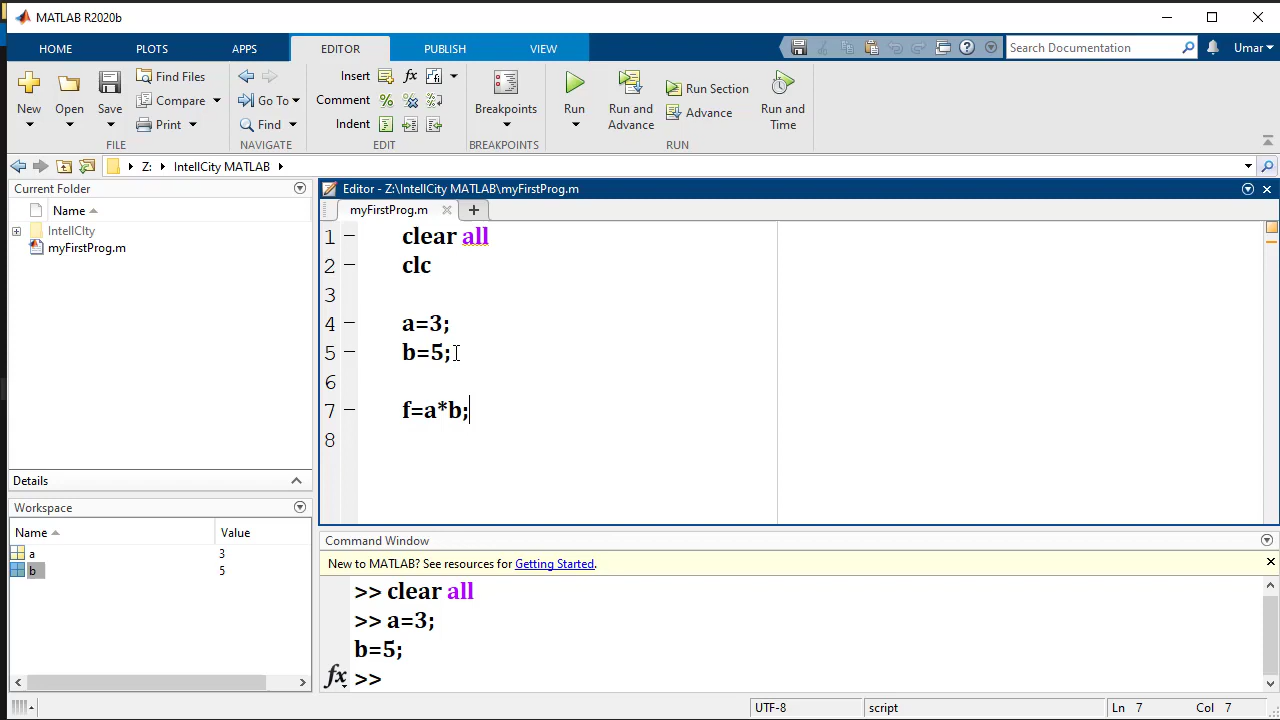 MATLAB R2020b
HOME PLOTS APPS EDITOR PUBLISH VIEW Search Documentation Umar
New Open Save Find Files Compare Print
Go To Find
Insert fx Comment % Indent
Breakpoints Run Run and Advance Run Section Advance Run and Time
FILE NAVIGATE EDIT BREAKPOINTS RUN
Z: IntellCity MATLAB
Current Folder
Name
IntellCIty
myFirstProg.m
Details
Workspace
Name Value
a 3
b 5
Editor - Z:\IntellCity MATLAB\myFirstProg.m
myFirstProg.m
1 clear all
2 clc
3
4 a=3;
5 b=5;
6
7 f=a*b;
8
Command Window
New to MATLAB? See resources for Getting Started.
>> clear all
>> a=3;
b=5;
fx >>
UTF-8 script Ln 7 Col 7